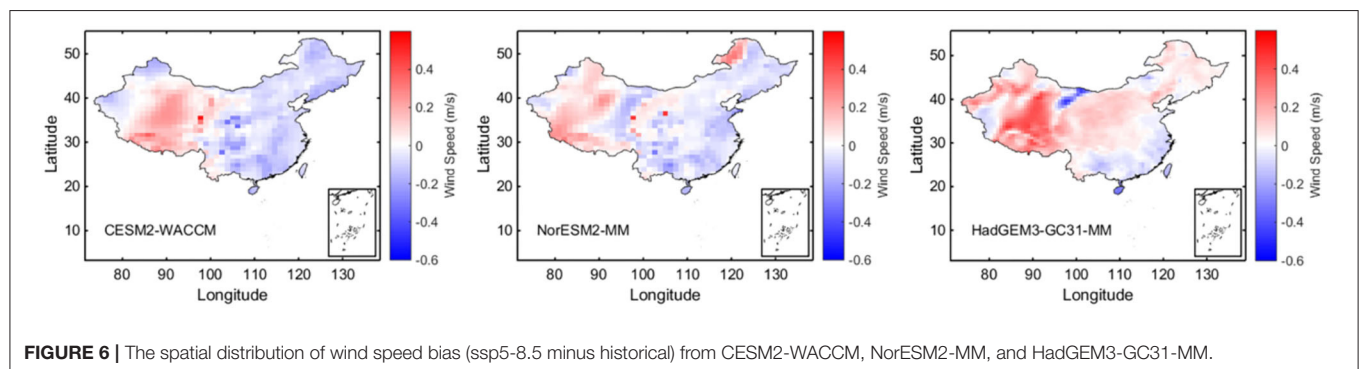 50
40
30
20
10
Latitude
80 90 100 110 120 130
Longitude
CESM2-WACCM
0.4
0.2
0
-0.2
-0.4
-0.6
Wind Speed (m/s)
50
40
30
20
10
Latitude
80 90 100 110 120 130
Longitude
NorESM2-MM
0.4
0.2
0
-0.2
-0.4
-0.6
Wind Speed (m/s)
50
40
30
20
10
Latitude
80 90 100 110 120 130
Longitude
HadGEM3-GC31-MM
0.4
0.2
0
-0.2
-0.4
-0.6
Wind Speed (m/s)
FIGURE 6 | The spatial distribution of wind speed bias (ssp5-8.5 minus historical) from CESM2-WACCM, NorESM2-MM, and HadGEM3-GC31-MM.